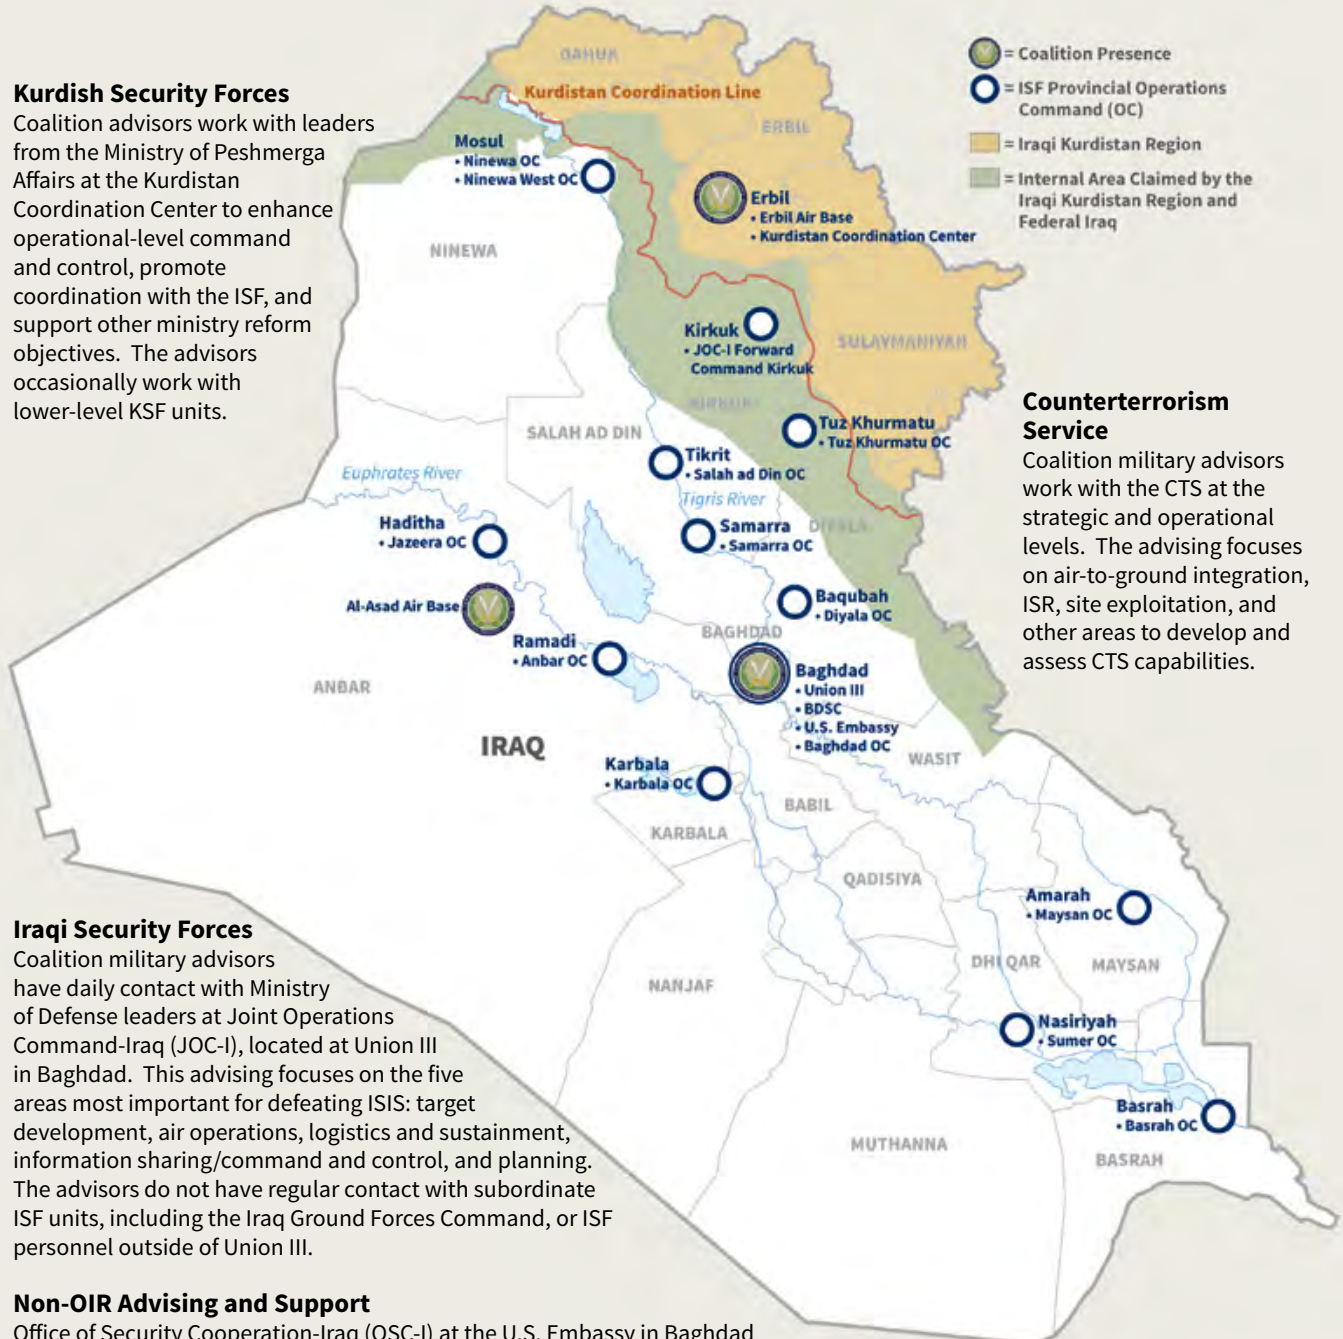 Kurdish Security Forces
Coalition advisors work with leaders
from the Ministry of Peshmerga
Affairs at the Kurdistan
Coordination Center to enhance
operational-level command
and control, promote
coordination with the ISF, and
support other ministry reform
objectives. The advisors
occasionally work with
lower-level KSF units.
= Coalition Presence
= ISF Provincial Operations
Command (OC)
= Iraqi Kurdistan Region
= Internal Area Claimed by the
Iraqi Kurdistan Region and
Federal Iraq
DAHUK
Kurdistan Coordination Line
ERBIL
Mosul
• Ninewa OC
• Ninewa West OC
Erbil
• Erbil Air Base
• Kurdistan Coordination Center
NINEWA
Kirkuk
• JOC-I Forward
Command Kirkuk
SULAYMANIYAH
KIRKUK
Tuz Khurmatu
• Tuz Khurmatu OC
SALAH AD DIN
Tikrit
• Salah ad Din OC
Euphrates River
Tigris River
Haditha
• Jazeera OC
Samarra
• Samarra OC
DIYALA
Al-Asad Air Base
Baqubah
• Diyala OC
Ramadi
• Anbar OC
BAGHDAD
Baghdad
• Union III
• BDSC
• U.S. Embassy
• Baghdad OC
ANBAR
IRAQ
WASIT
Karbala
• Karbala OC
BABIL
KARBALA
QADISIYA
Amarah
• Maysan OC
DHI QAR
MAYSAN
NANJAF
Nasiriyah
• Sumer OC
Basrah
• Basrah OC
MUTHANNA
BASRAH
Counterterrorism
Service
Coalition military advisors
work with the CTS at the
strategic and operational
levels. The advising focuses
on air-to-ground integration,
ISR, site exploitation, and
other areas to develop and
assess CTS capabilities.
Iraqi Security Forces
Coalition military advisors
have daily contact with Ministry
of Defense leaders at Joint Operations
Command-Iraq (JOC-I), located at Union III
in Baghdad. This advising focuses on the five
areas most important for defeating ISIS: target
development, air operations, logistics and sustainment,
information sharing/command and control, and planning.
The advisors do not have regular contact with subordinate
ISF units, including the Iraq Ground Forces Command, or ISF
personnel outside of Union III.
Non-OIR Advising and Support
Office of Security Cooperation-Iraq (OSC-I) at the U.S. Embassy in Baghdad